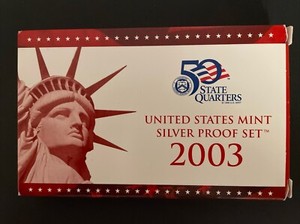 50
STATE
QUARTERS
UNITED STATES MINT
SILVER PROOF SET™
2003